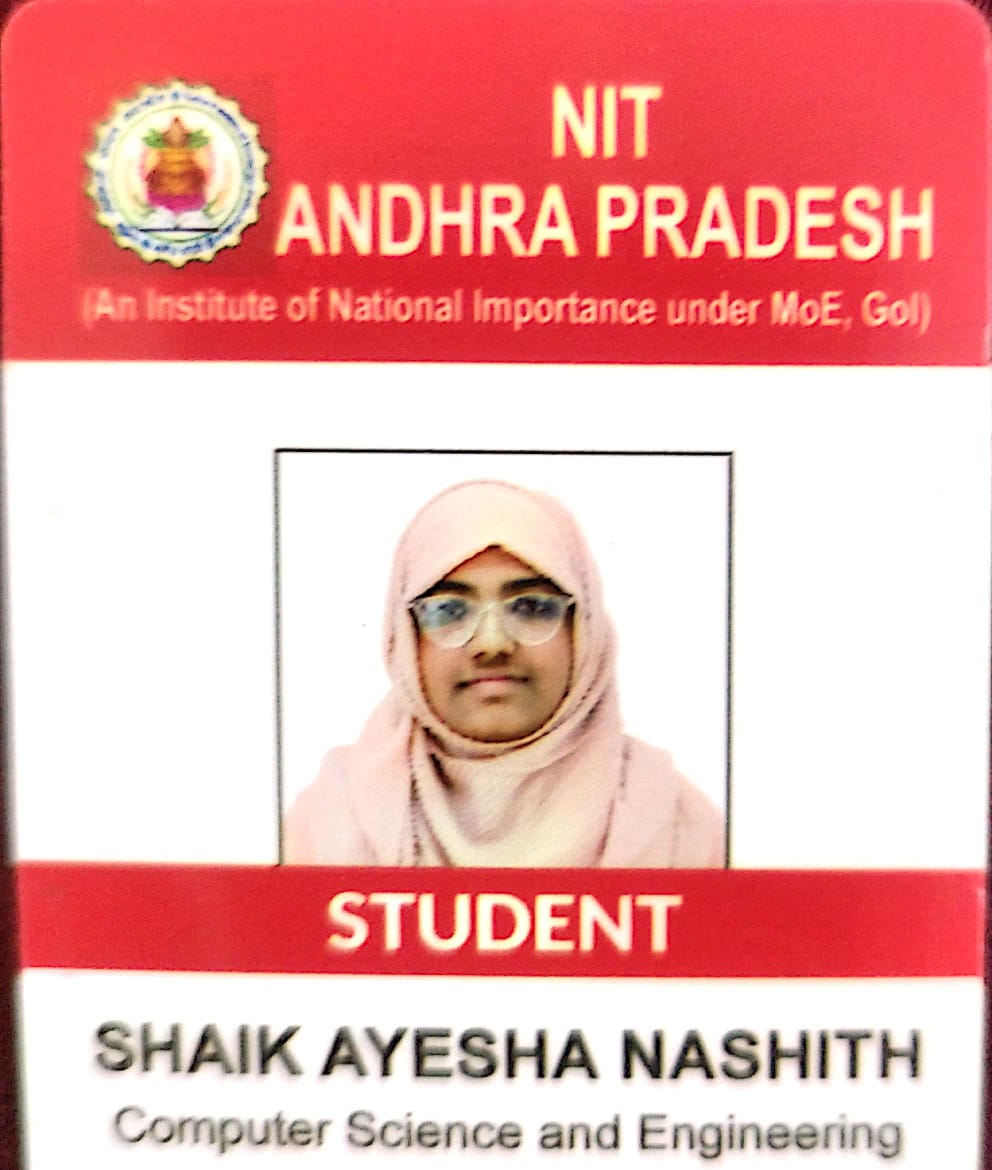 NIT
ANDHRA PRADESH
(An Institute of National Importance under MoE, GoI)
STUDENT
SHAIK AYESHA NASHITH
Computer Science and Engineering